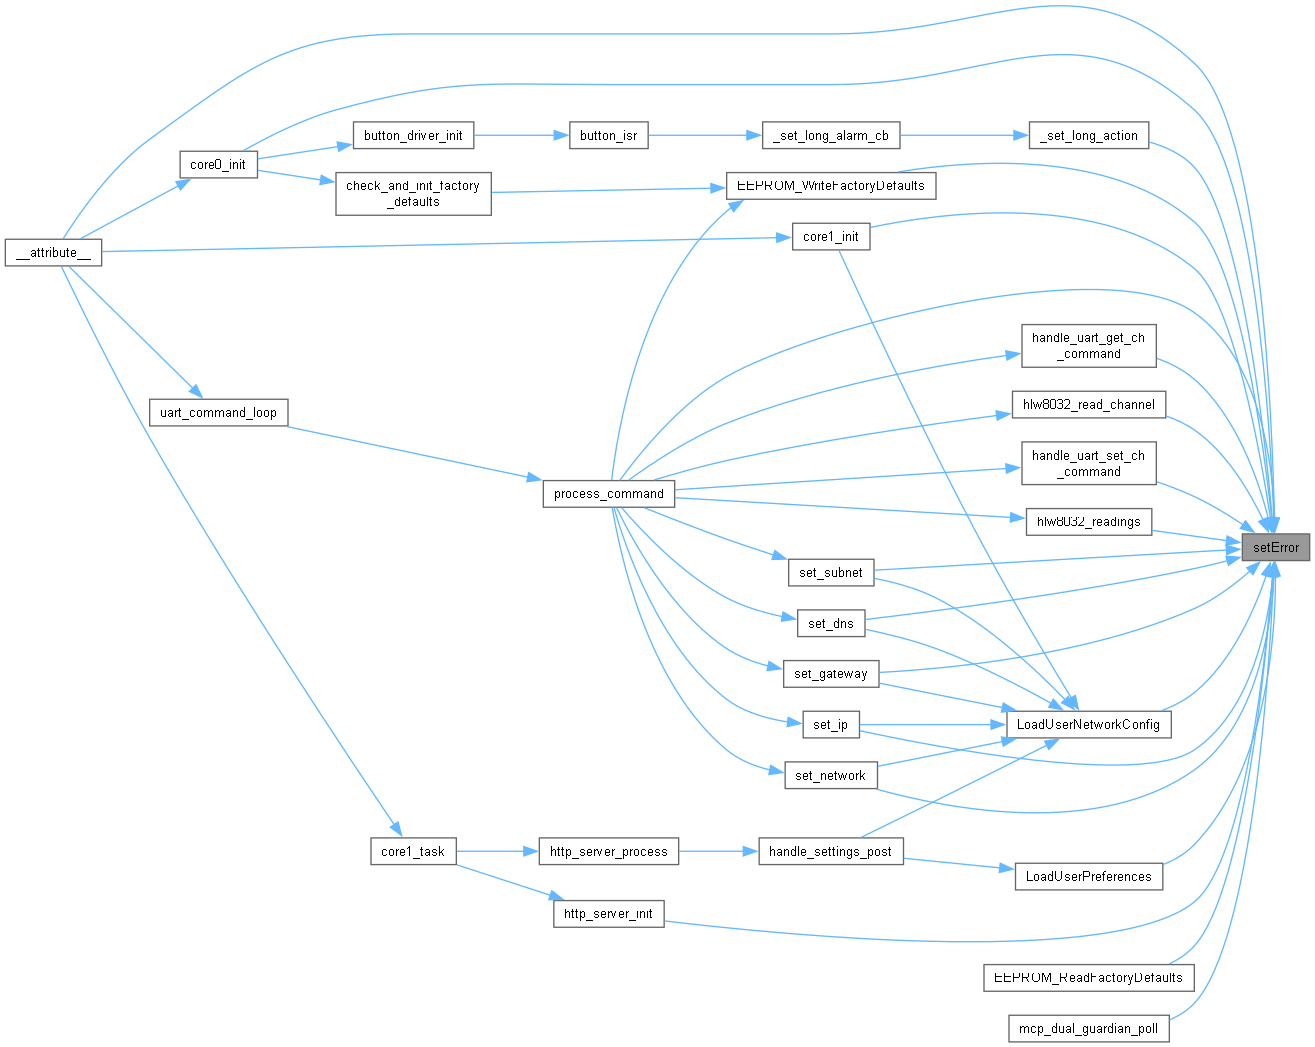 button_driver_init
button_isr
_set_long_alarm_cb
_set_long_action
core0_init
check_and_init_factory
_defaults
EEPROM_WriteFactoryDefaults
core1_init
__attribute__
handle_uart_get_ch
_command
hlw8032_read_channel
uart_command_loop
handle_uart_set_ch
_command
process_command
hlw8032_readings
setError
set_subnet
set_dns
set_gateway
set_ip
LoadUserNetworkConfig
set_network
core1_task
http_server_process
handle_settings_post
LoadUserPreferences
http_server_init
EEPROM_ReadFactoryDefaults
mcp_dual_guardian_poll